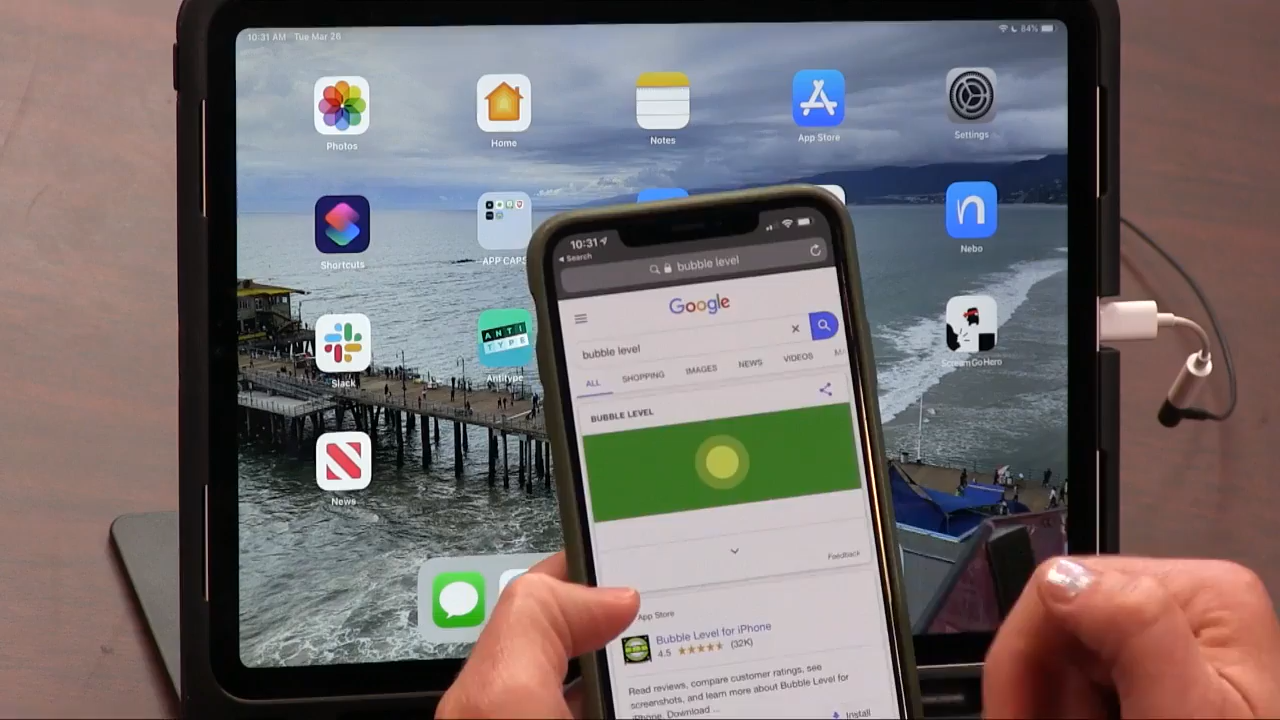 10:31 AM Tue Mar 26
84%
Photos
Home
Notes
App Store
Settings
Shortcuts
APP CAPS
Nebo
Slack
ANTI
TYPE
Antitype
ScreamGoHero
News
10:31
Search
bubble level
Google
bubble level
ALL SHOPPING IMAGES NEWS VIDEOS
BUBBLE LEVEL
Feedback
App Store
Bubble Level for iPhone
4.5 (32K)
Read reviews, compare customer ratings, see
screenshots, and learn more about Bubble Level for
iPhone. Download ...
Install